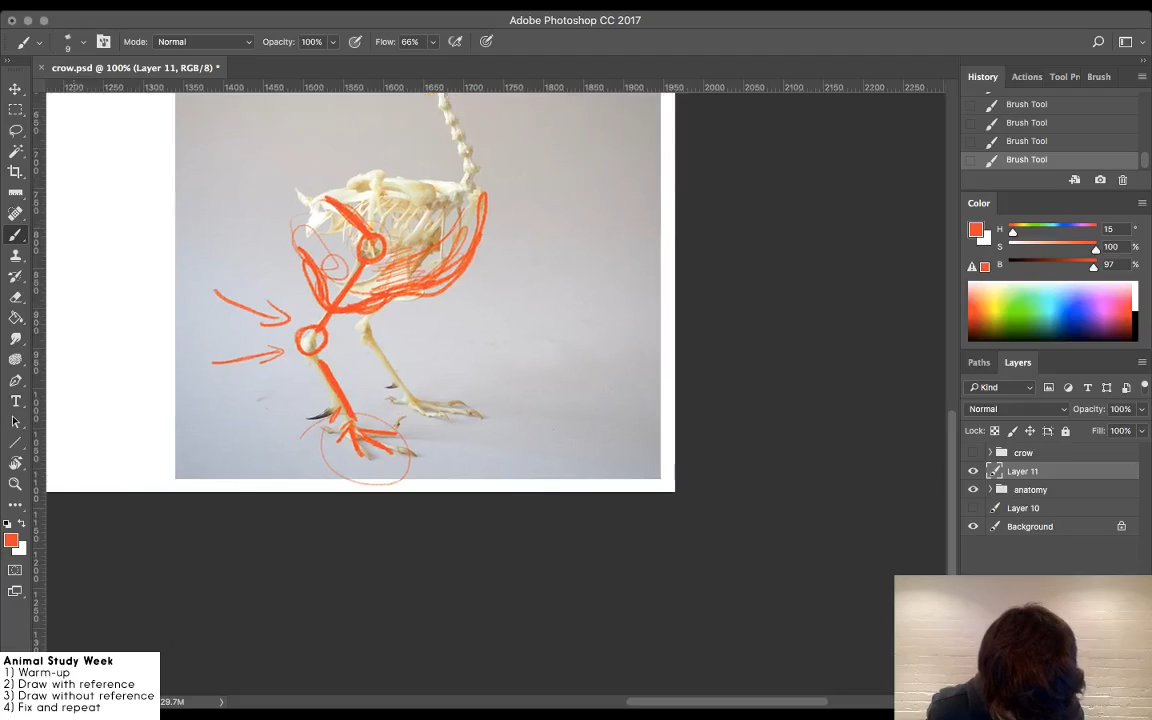 Adobe Photoshop CC 2017
9
Mode: Normal
Opacity: 100%
Flow: 66%
crow.psd @ 100% (Layer 11, RGB/8) *
1200 1250 1300 1350 1400 1450 1500 1550 1600 1650 1700 1750 1800 1850 1900 1950 2000 2050 2100 2150 2200 2250
History Actions Tool Pr Brush
Brush Tool
Brush Tool
Brush Tool
Brush Tool
Color
H 15 °
S 100 %
B 97 %
Paths Layers
Kind
Normal Opacity: 100%
Lock: Fill: 100%
crow
Layer 11
anatomy
Layer 10
Background
Animal Study Week
1) Warm-up
2) Draw with reference
3) Draw without reference
4) Fix and repeat
29.7M